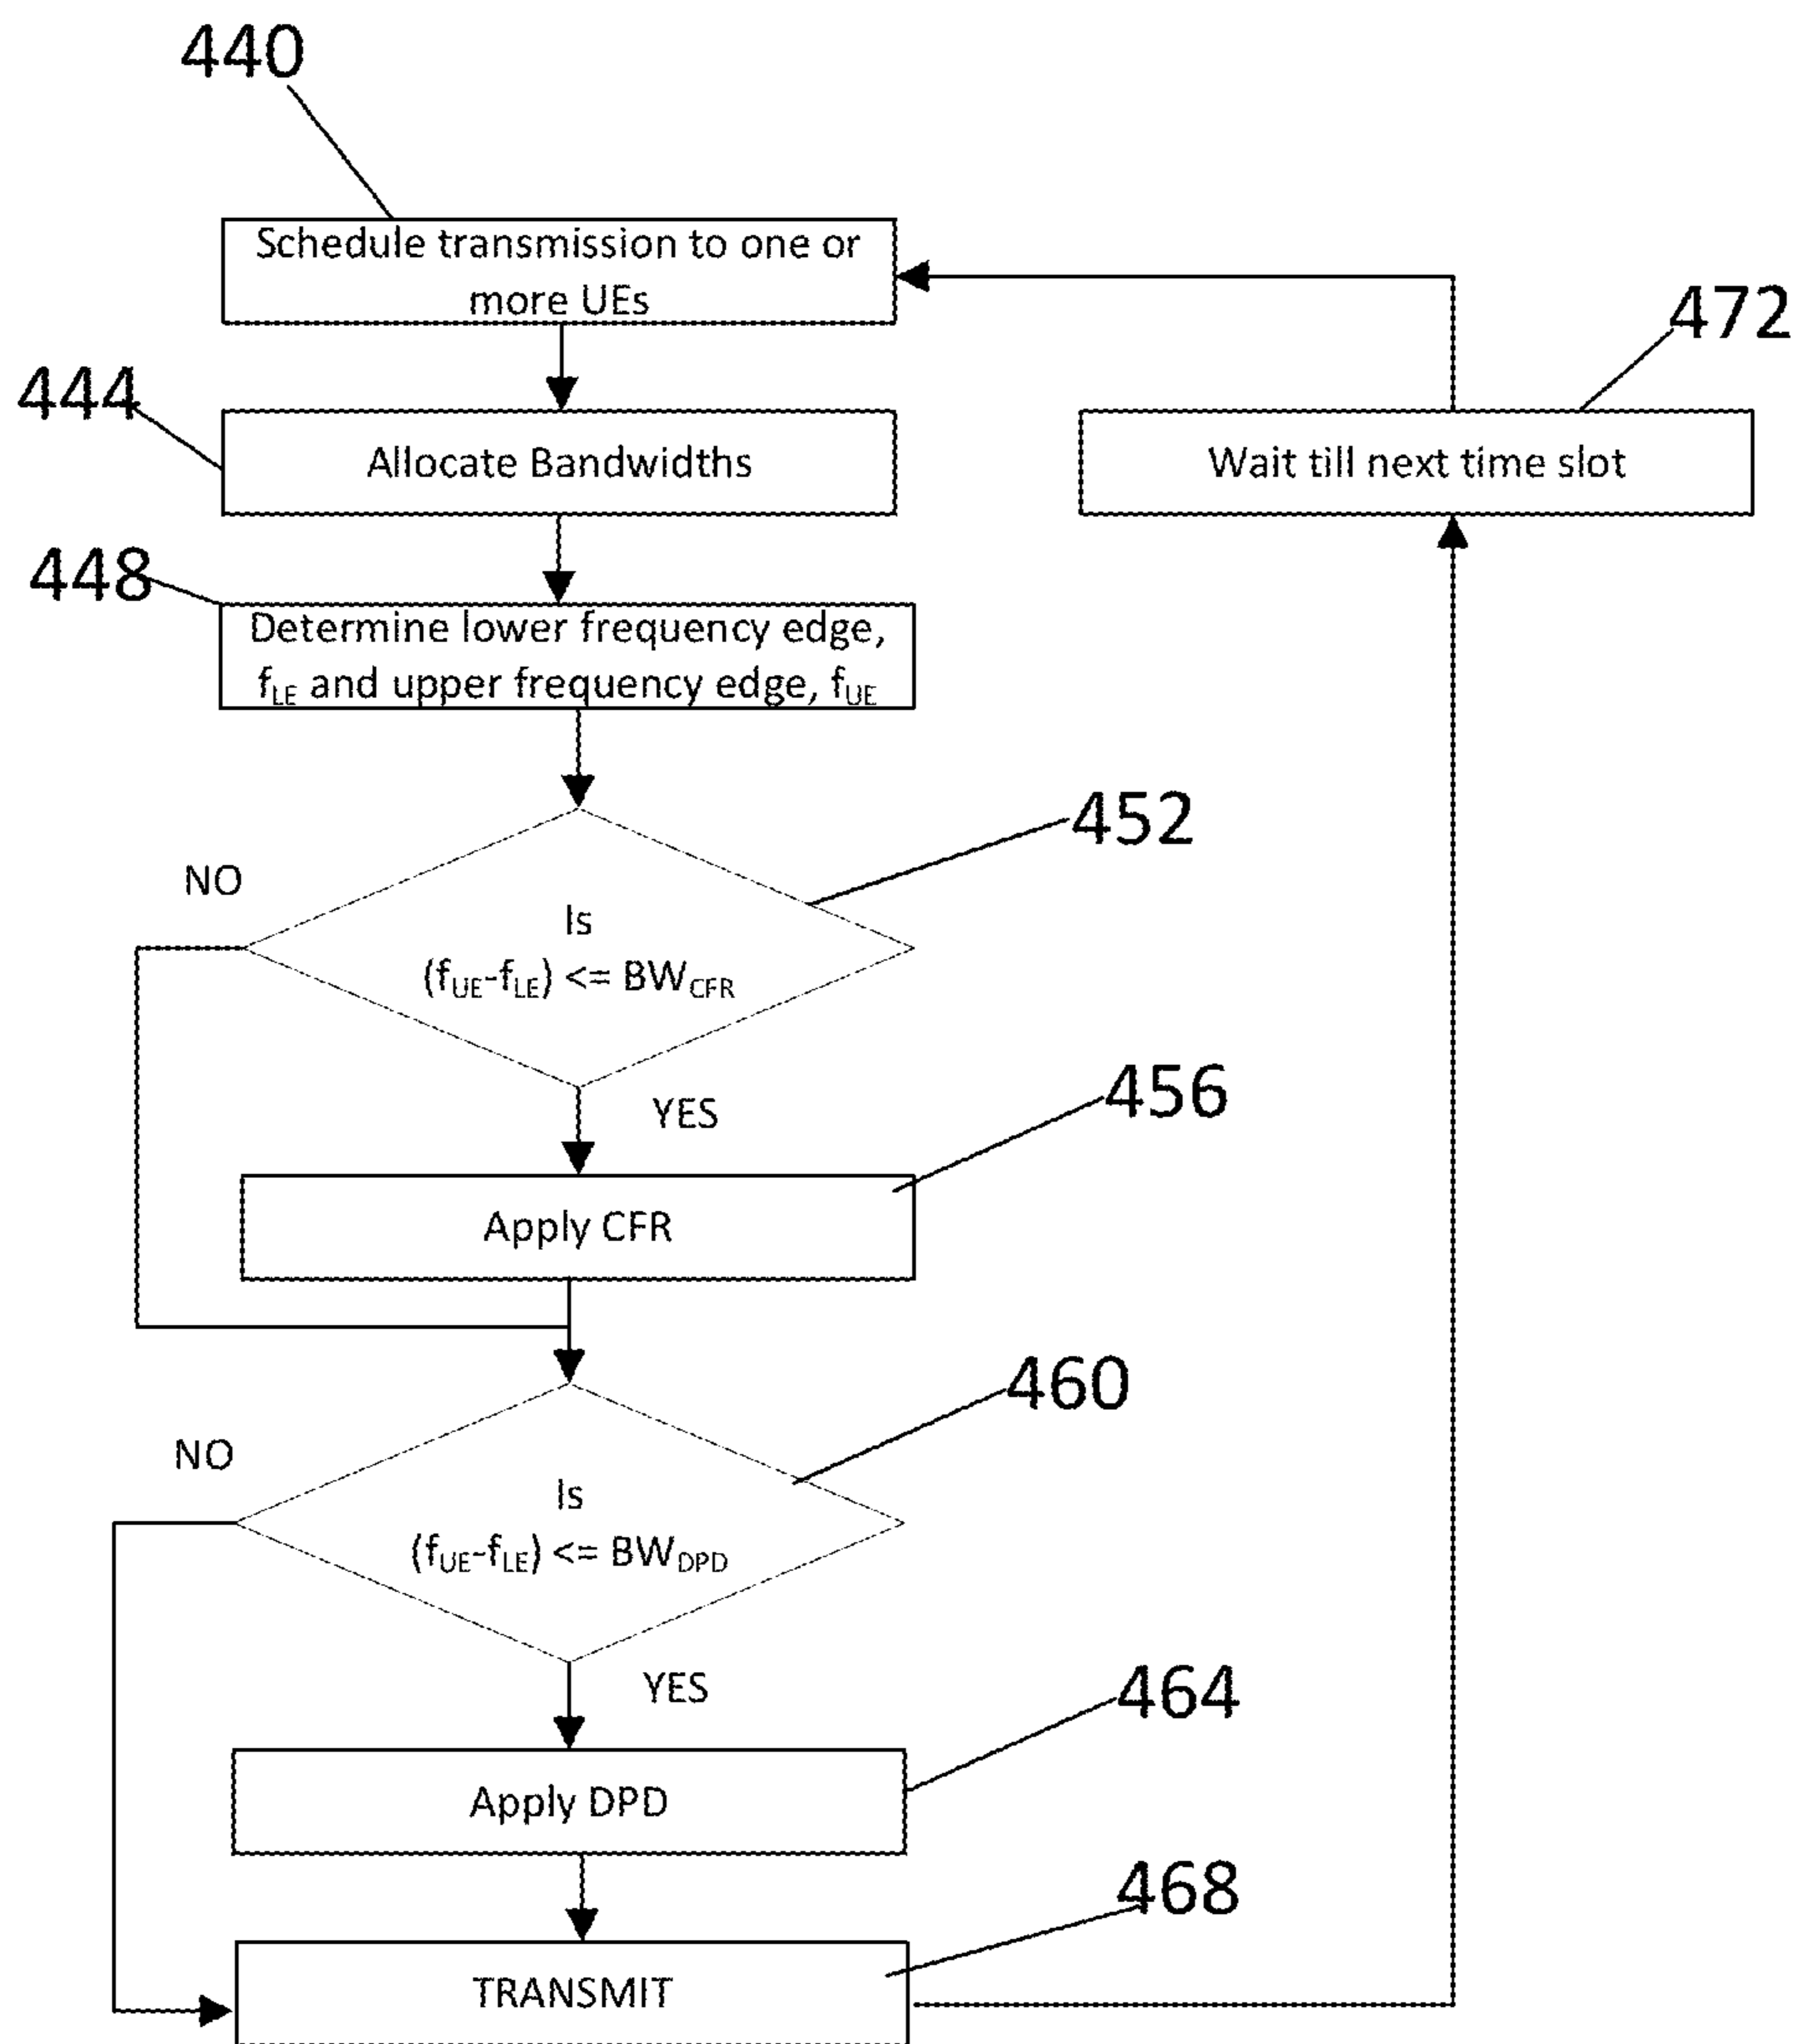 440
Schedule transmission to one or
more UEs
472
444
Allocate Bandwidths
Wait till next time slot
448
Determine lower frequency edge,
fLE and upper frequency edge, fUE
452
NO
Is
(fUE-fLE) <= BWCFR
456
YES
Apply CFR
460
NO
Is
(fUE-fLE) <= BWDPD
464
YES
Apply DPD
468
TRANSMIT